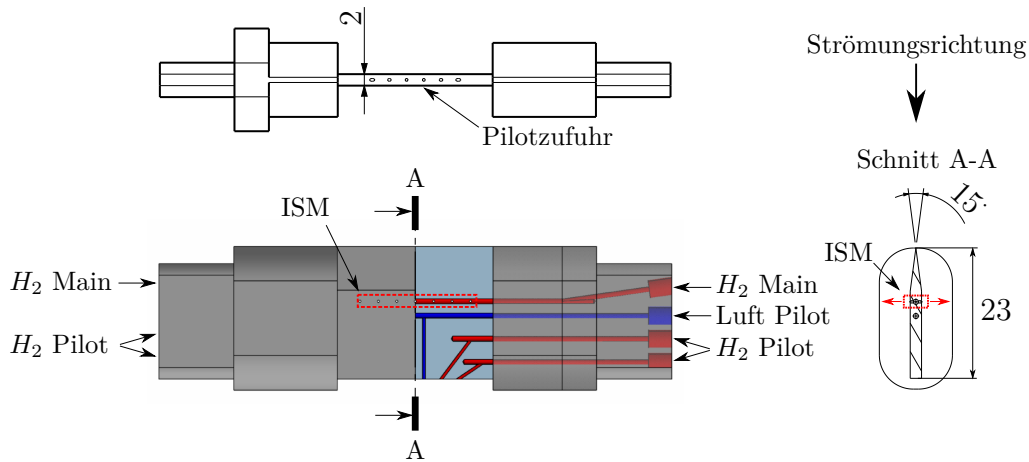 2
Pilotzufuhr
Strömungsrichtung
Schnitt A-A
15°
ISM
23
A
ISM
H₂ Main
H₂ Pilot
H₂ Main
Luft Pilot
H₂ Pilot
A